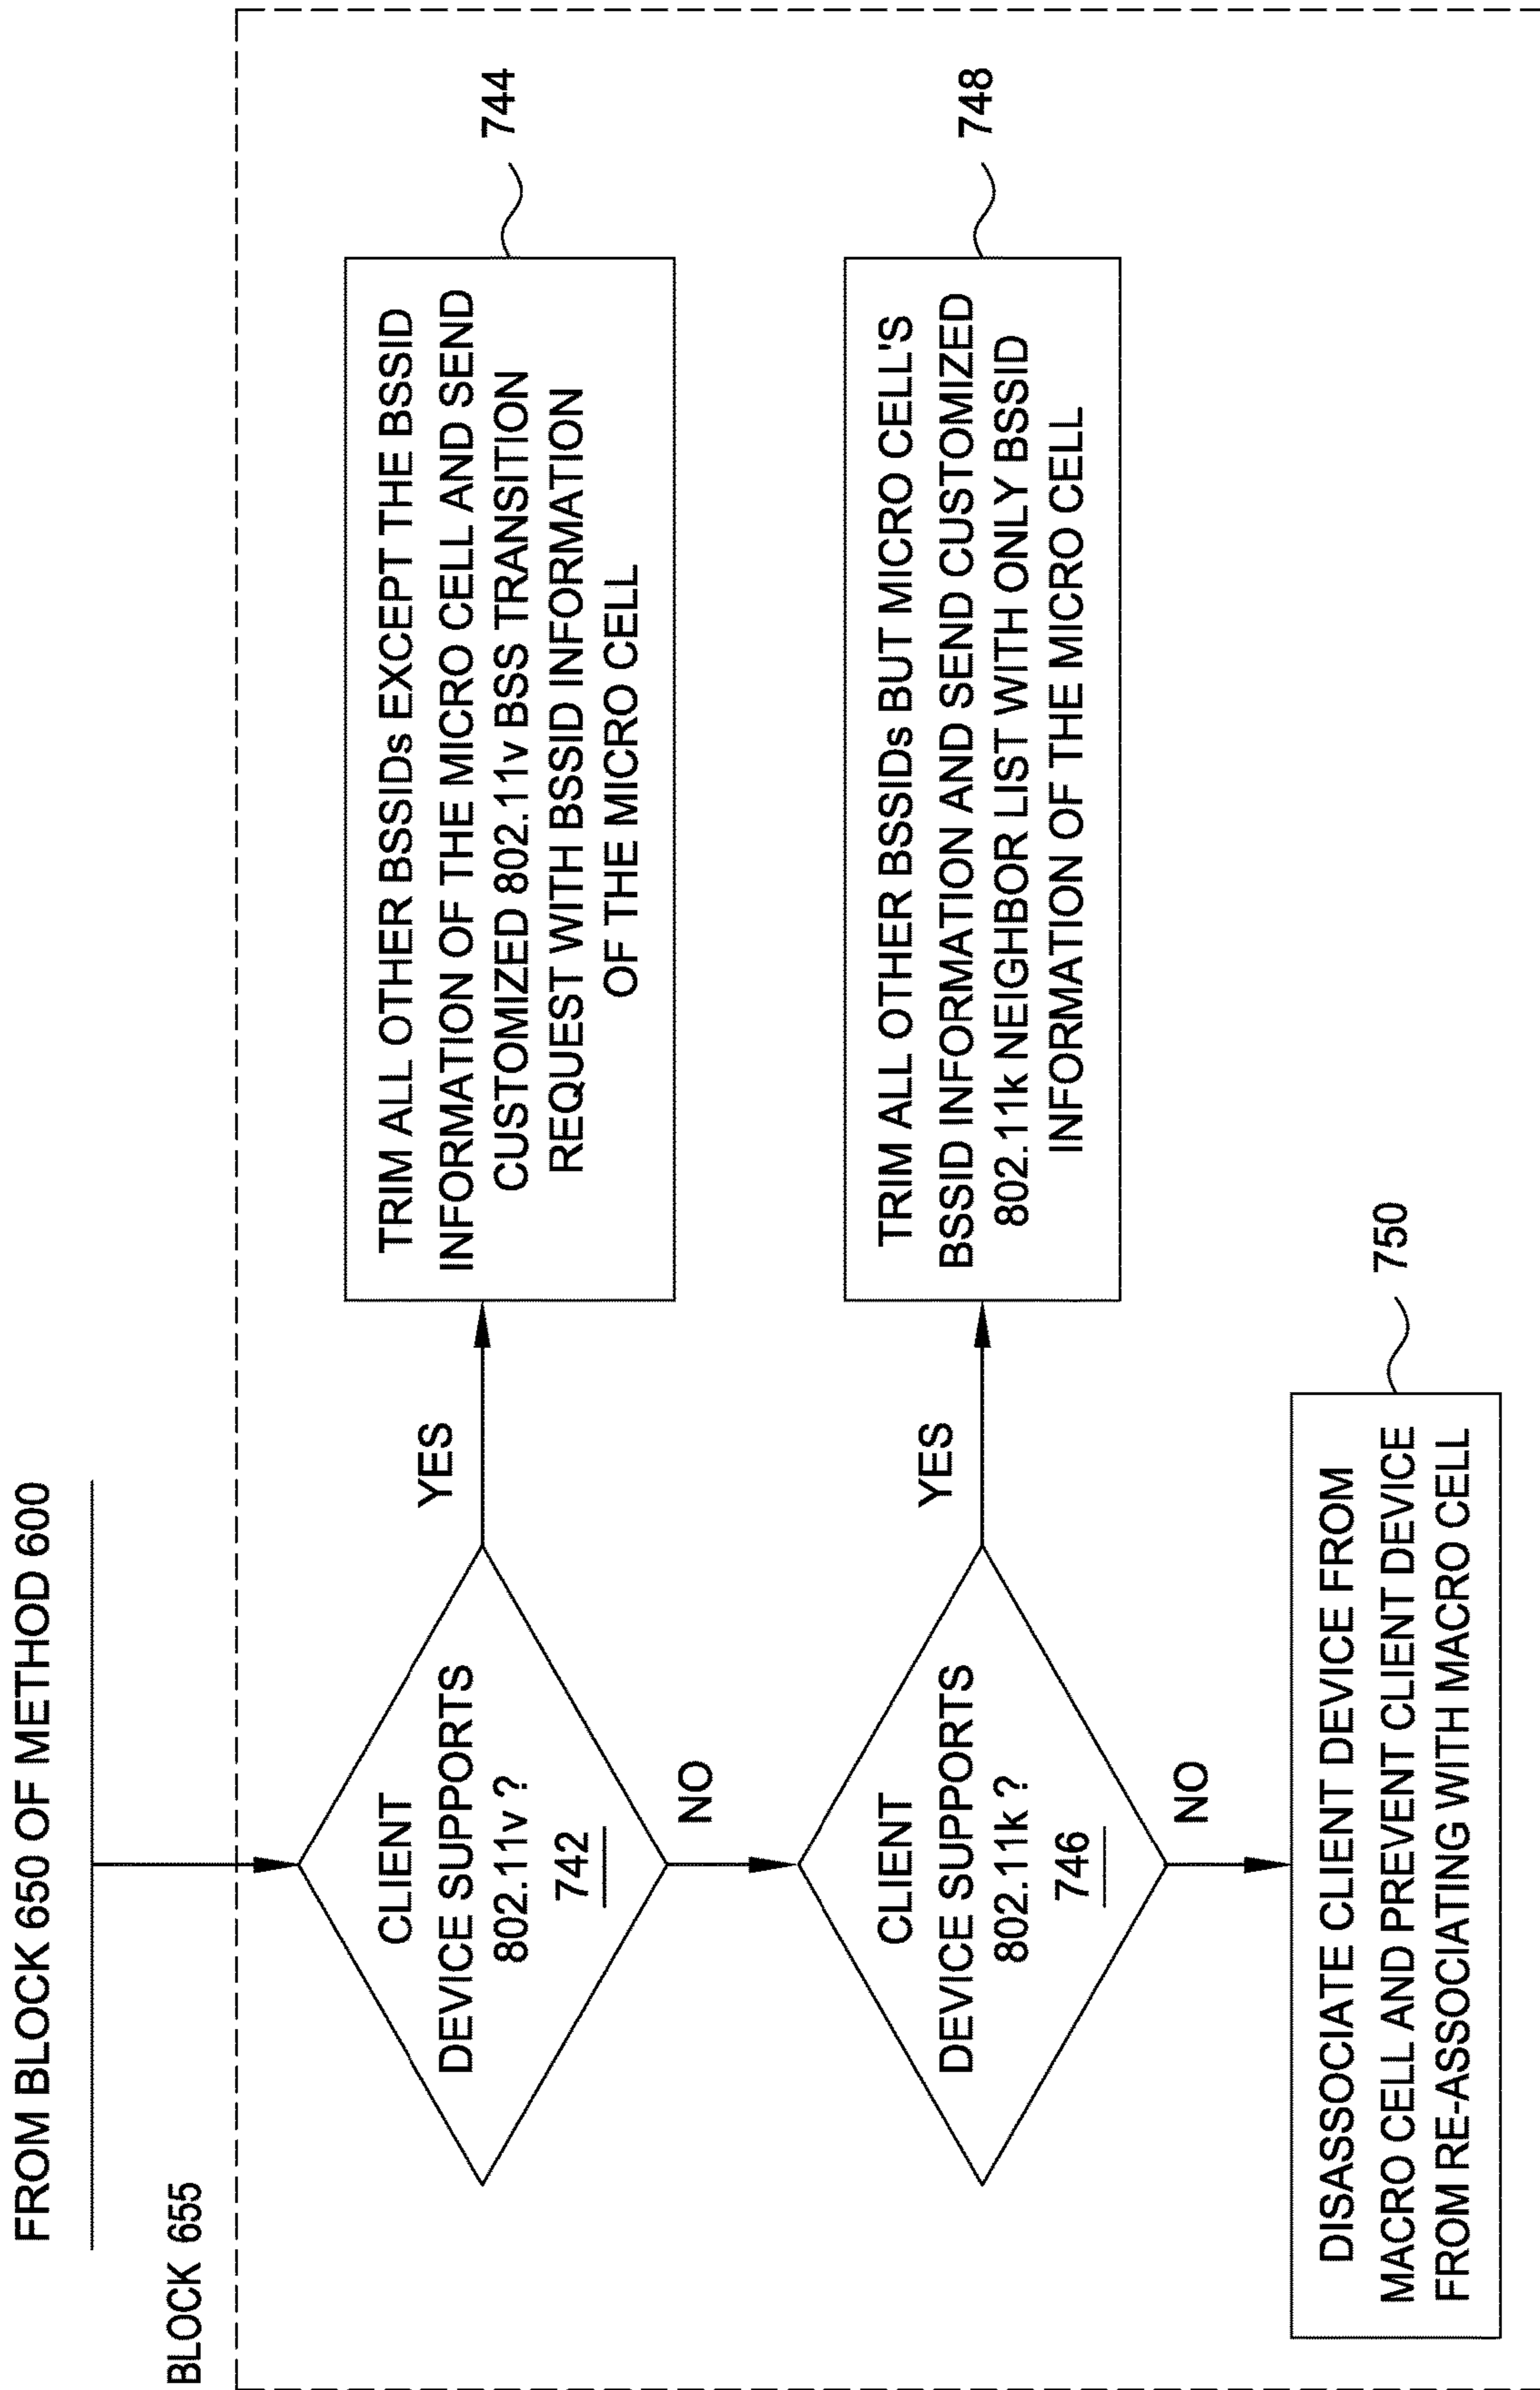 FROM BLOCK 650 OF METHOD 600
BLOCK 655
CLIENT
DEVICE SUPPORTS
802.11v ?
742
YES
TRIM ALL OTHER BSSIDs EXCEPT THE BSSID
INFORMATION OF THE MICRO CELL AND SEND
CUSTOMIZED 802.11v BSS TRANSITION
REQUEST WITH BSSID INFORMATION
OF THE MICRO CELL
744
NO
CLIENT
DEVICE SUPPORTS
802.11k ?
746
YES
TRIM ALL OTHER BSSIDs BUT MICRO CELL'S
BSSID INFORMATION AND SEND CUSTOMIZED
802.11k NEIGHBOR LIST WITH ONLY BSSID
INFORMATION OF THE MICRO CELL
748
NO
DISASSOCIATE CLIENT DEVICE FROM
MACRO CELL AND PREVENT CLIENT DEVICE
FROM RE-ASSOCIATING WITH MACRO CELL
750